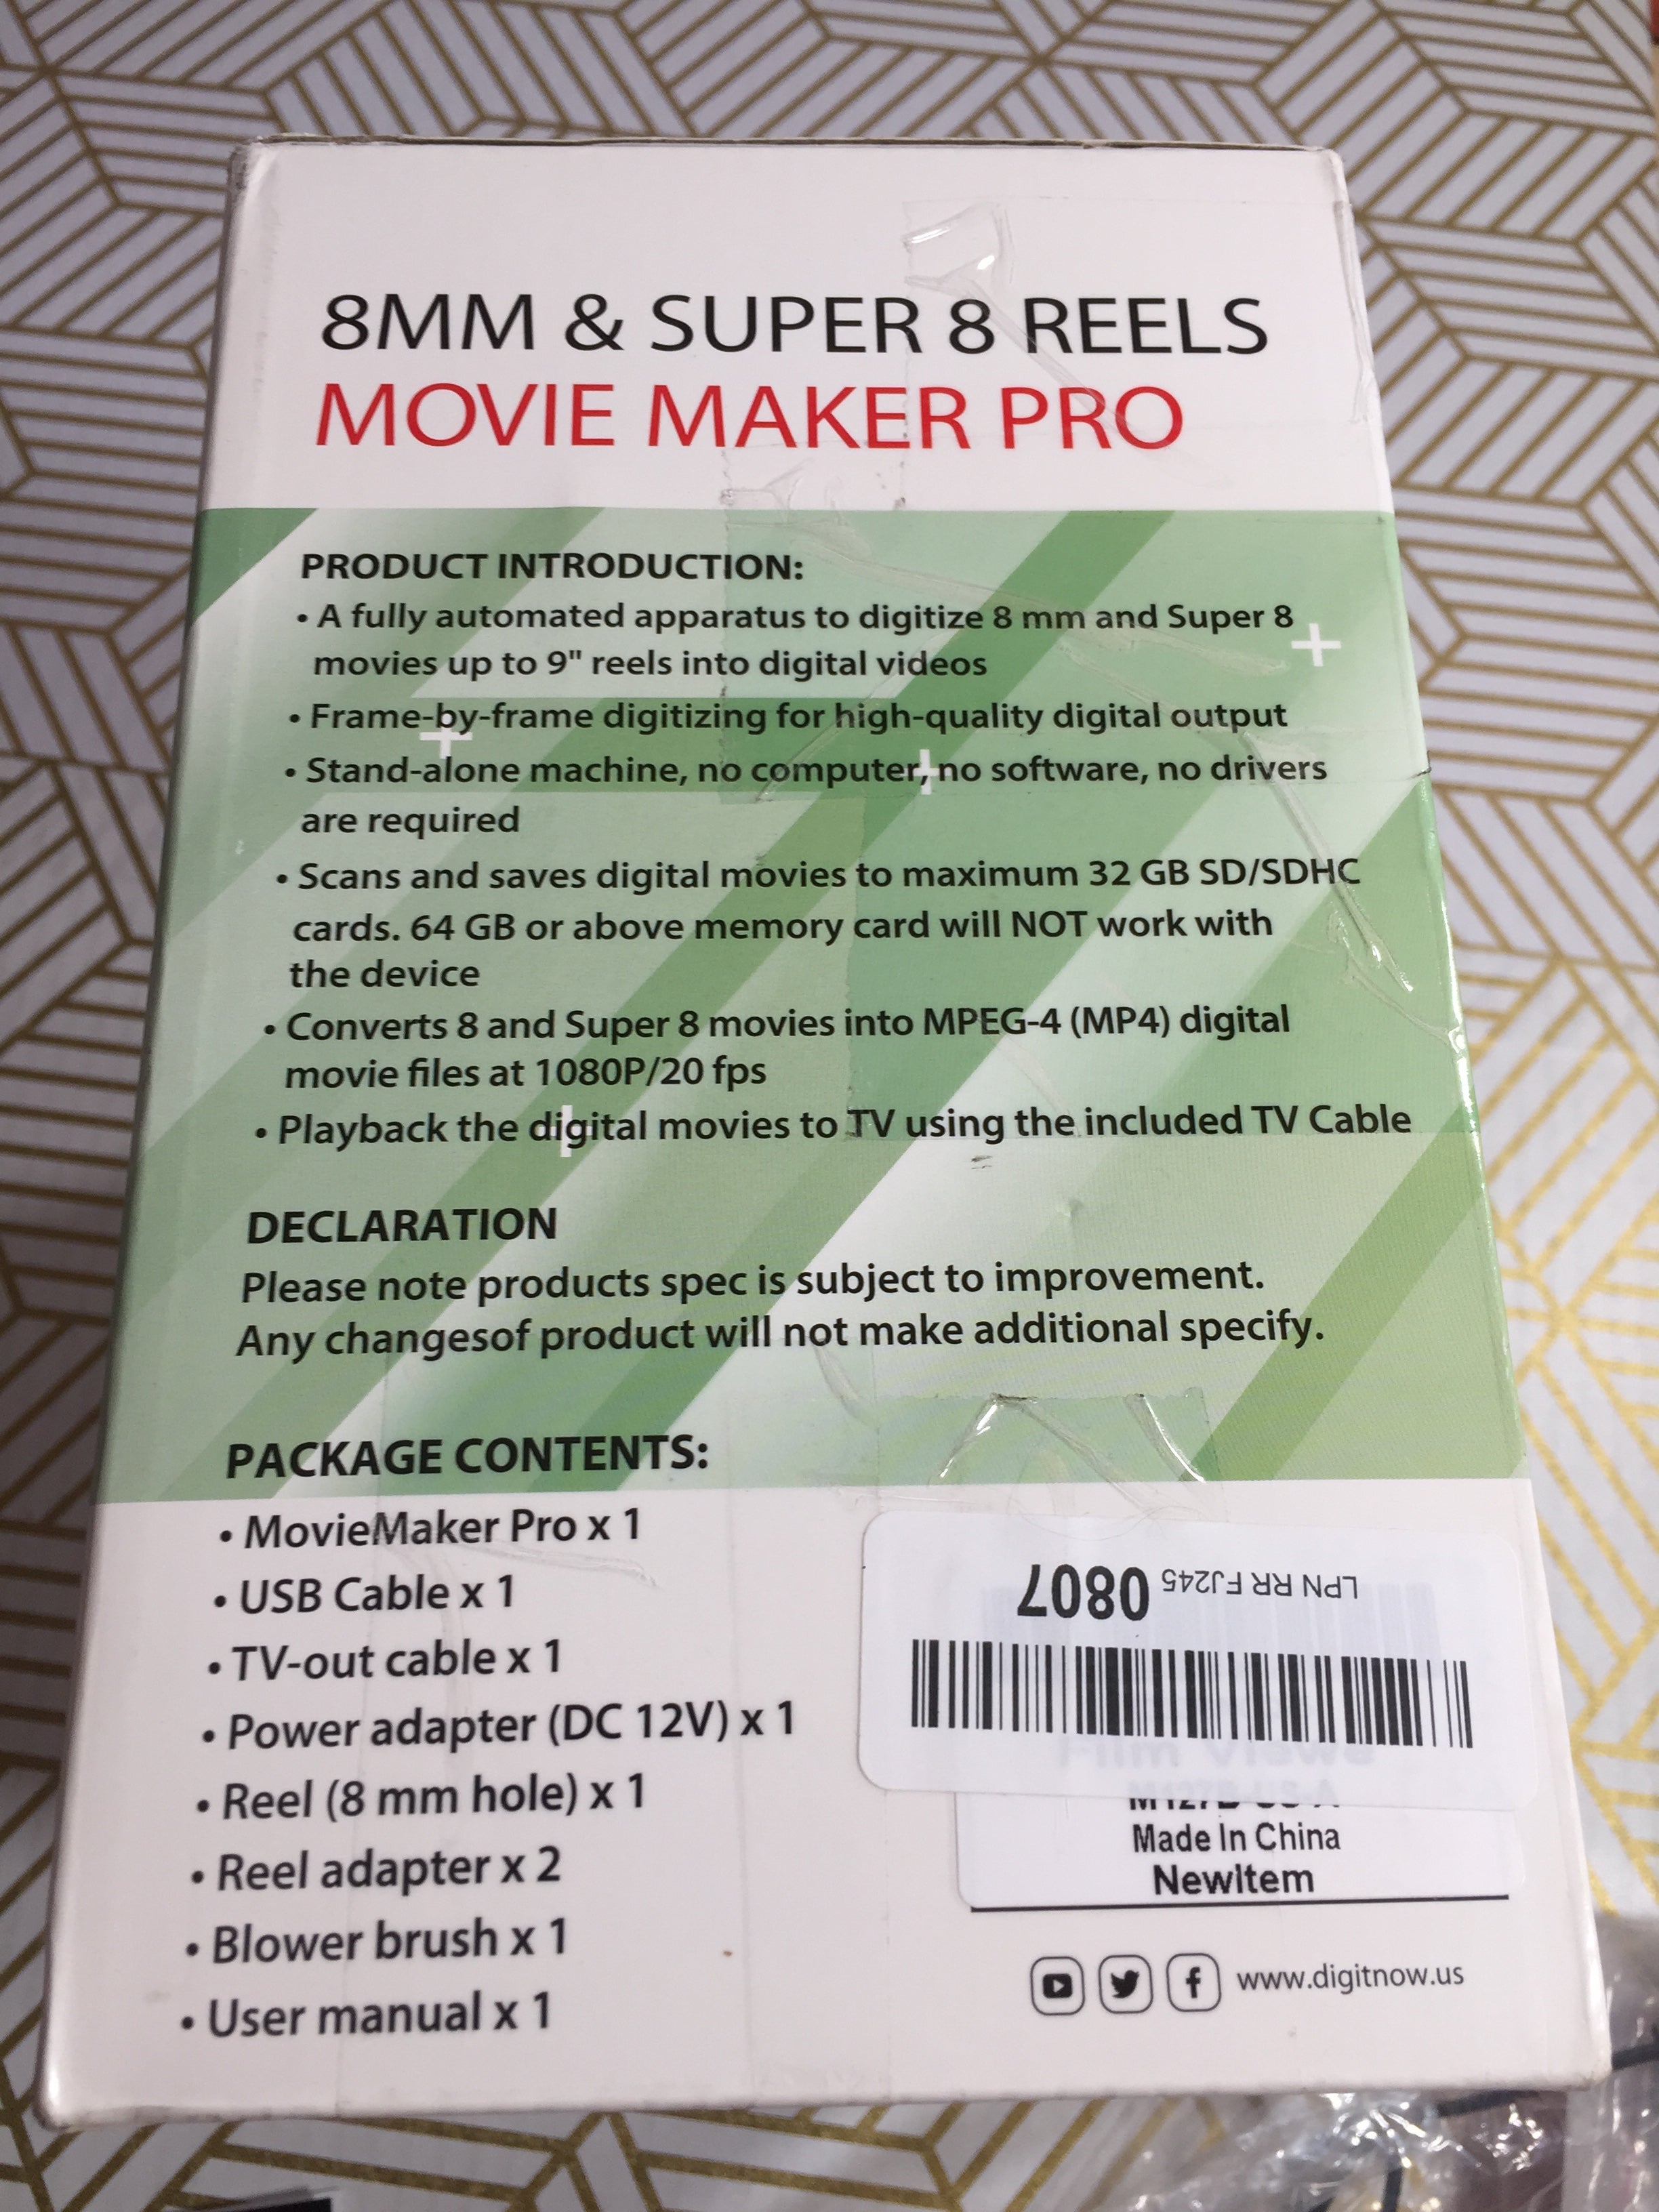 8MM & SUPER 8 REELS
MOVIE MAKER PRO
PRODUCT INTRODUCTION:
• A fully automated apparatus to digitize 8 mm and Super 8
movies up to 9" reels into digital videos
• Frame-by-frame digitizing for high-quality digital output
• Stand-alone machine, no computer, no software, no drivers
are required
• Scans and saves digital movies to maximum 32 GB SD/SDHC
cards. 64 GB or above memory card will NOT work with
the device
• Converts 8 and Super 8 movies into MPEG-4 (MP4) digital
movie files at 1080P/20 fps
• Playback the digital movies to TV using the included TV Cable
DECLARATION
Please note products spec is subject to improvement.
Any changesof product will not make additional specify.
PACKAGE CONTENTS:
• MovieMaker Pro x 1
• USB Cable x 1
• TV-out cable x 1
• Power adapter (DC 12V) x 1
• Reel (8 mm hole) x 1
• Reel adapter x 2
• Blower brush x 1
• User manual x 1
LPN RR FJ245 0807
Made In China
NewItem
www.digitnow.us